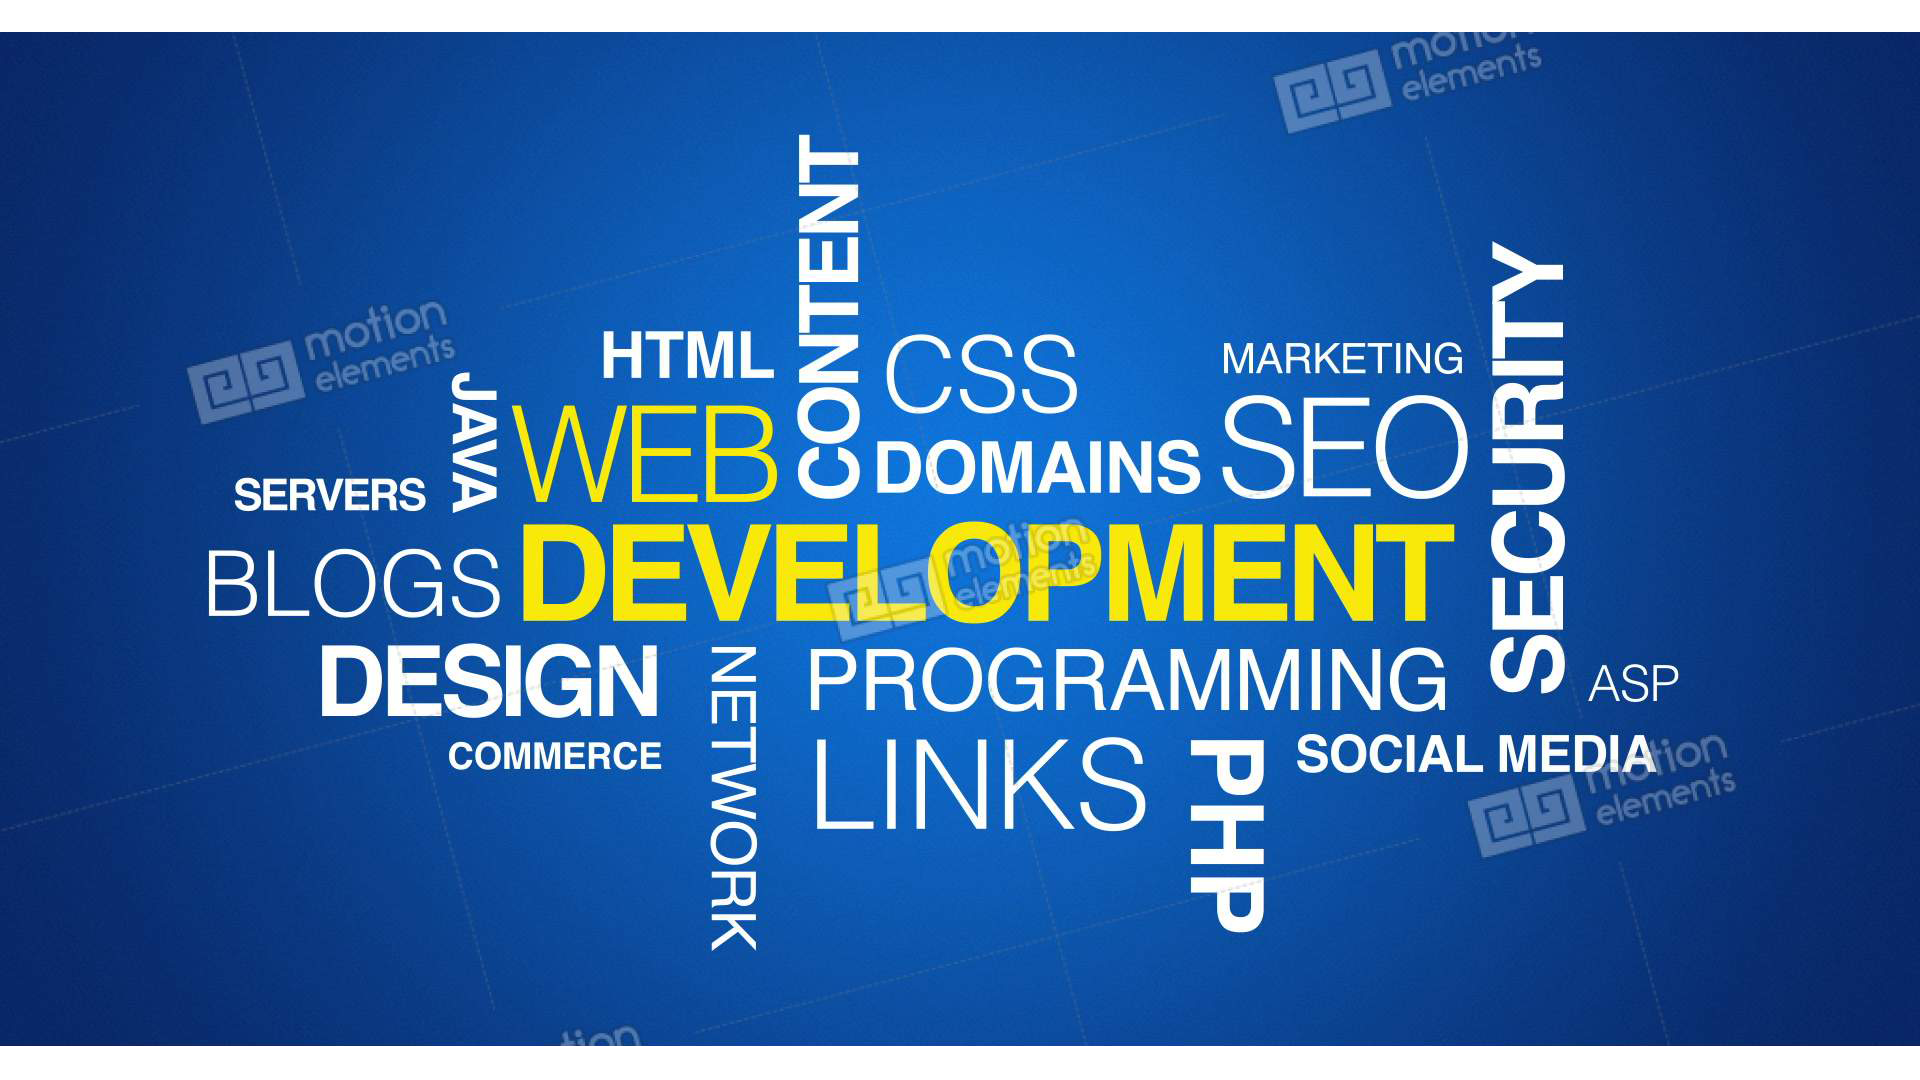 motion
elements
CONTENT
SECURITY
motion
elements
HTML
CSS
MARKETING
JAVA
WEB
DOMAINS
SEO
SERVERS
BLOGS
DEVELOPMENT
motion
elements
DESIGN
NETWORK
PROGRAMMING
ASP
COMMERCE
LINKS
PHP
SOCIAL MEDIA
motion
elements
motion